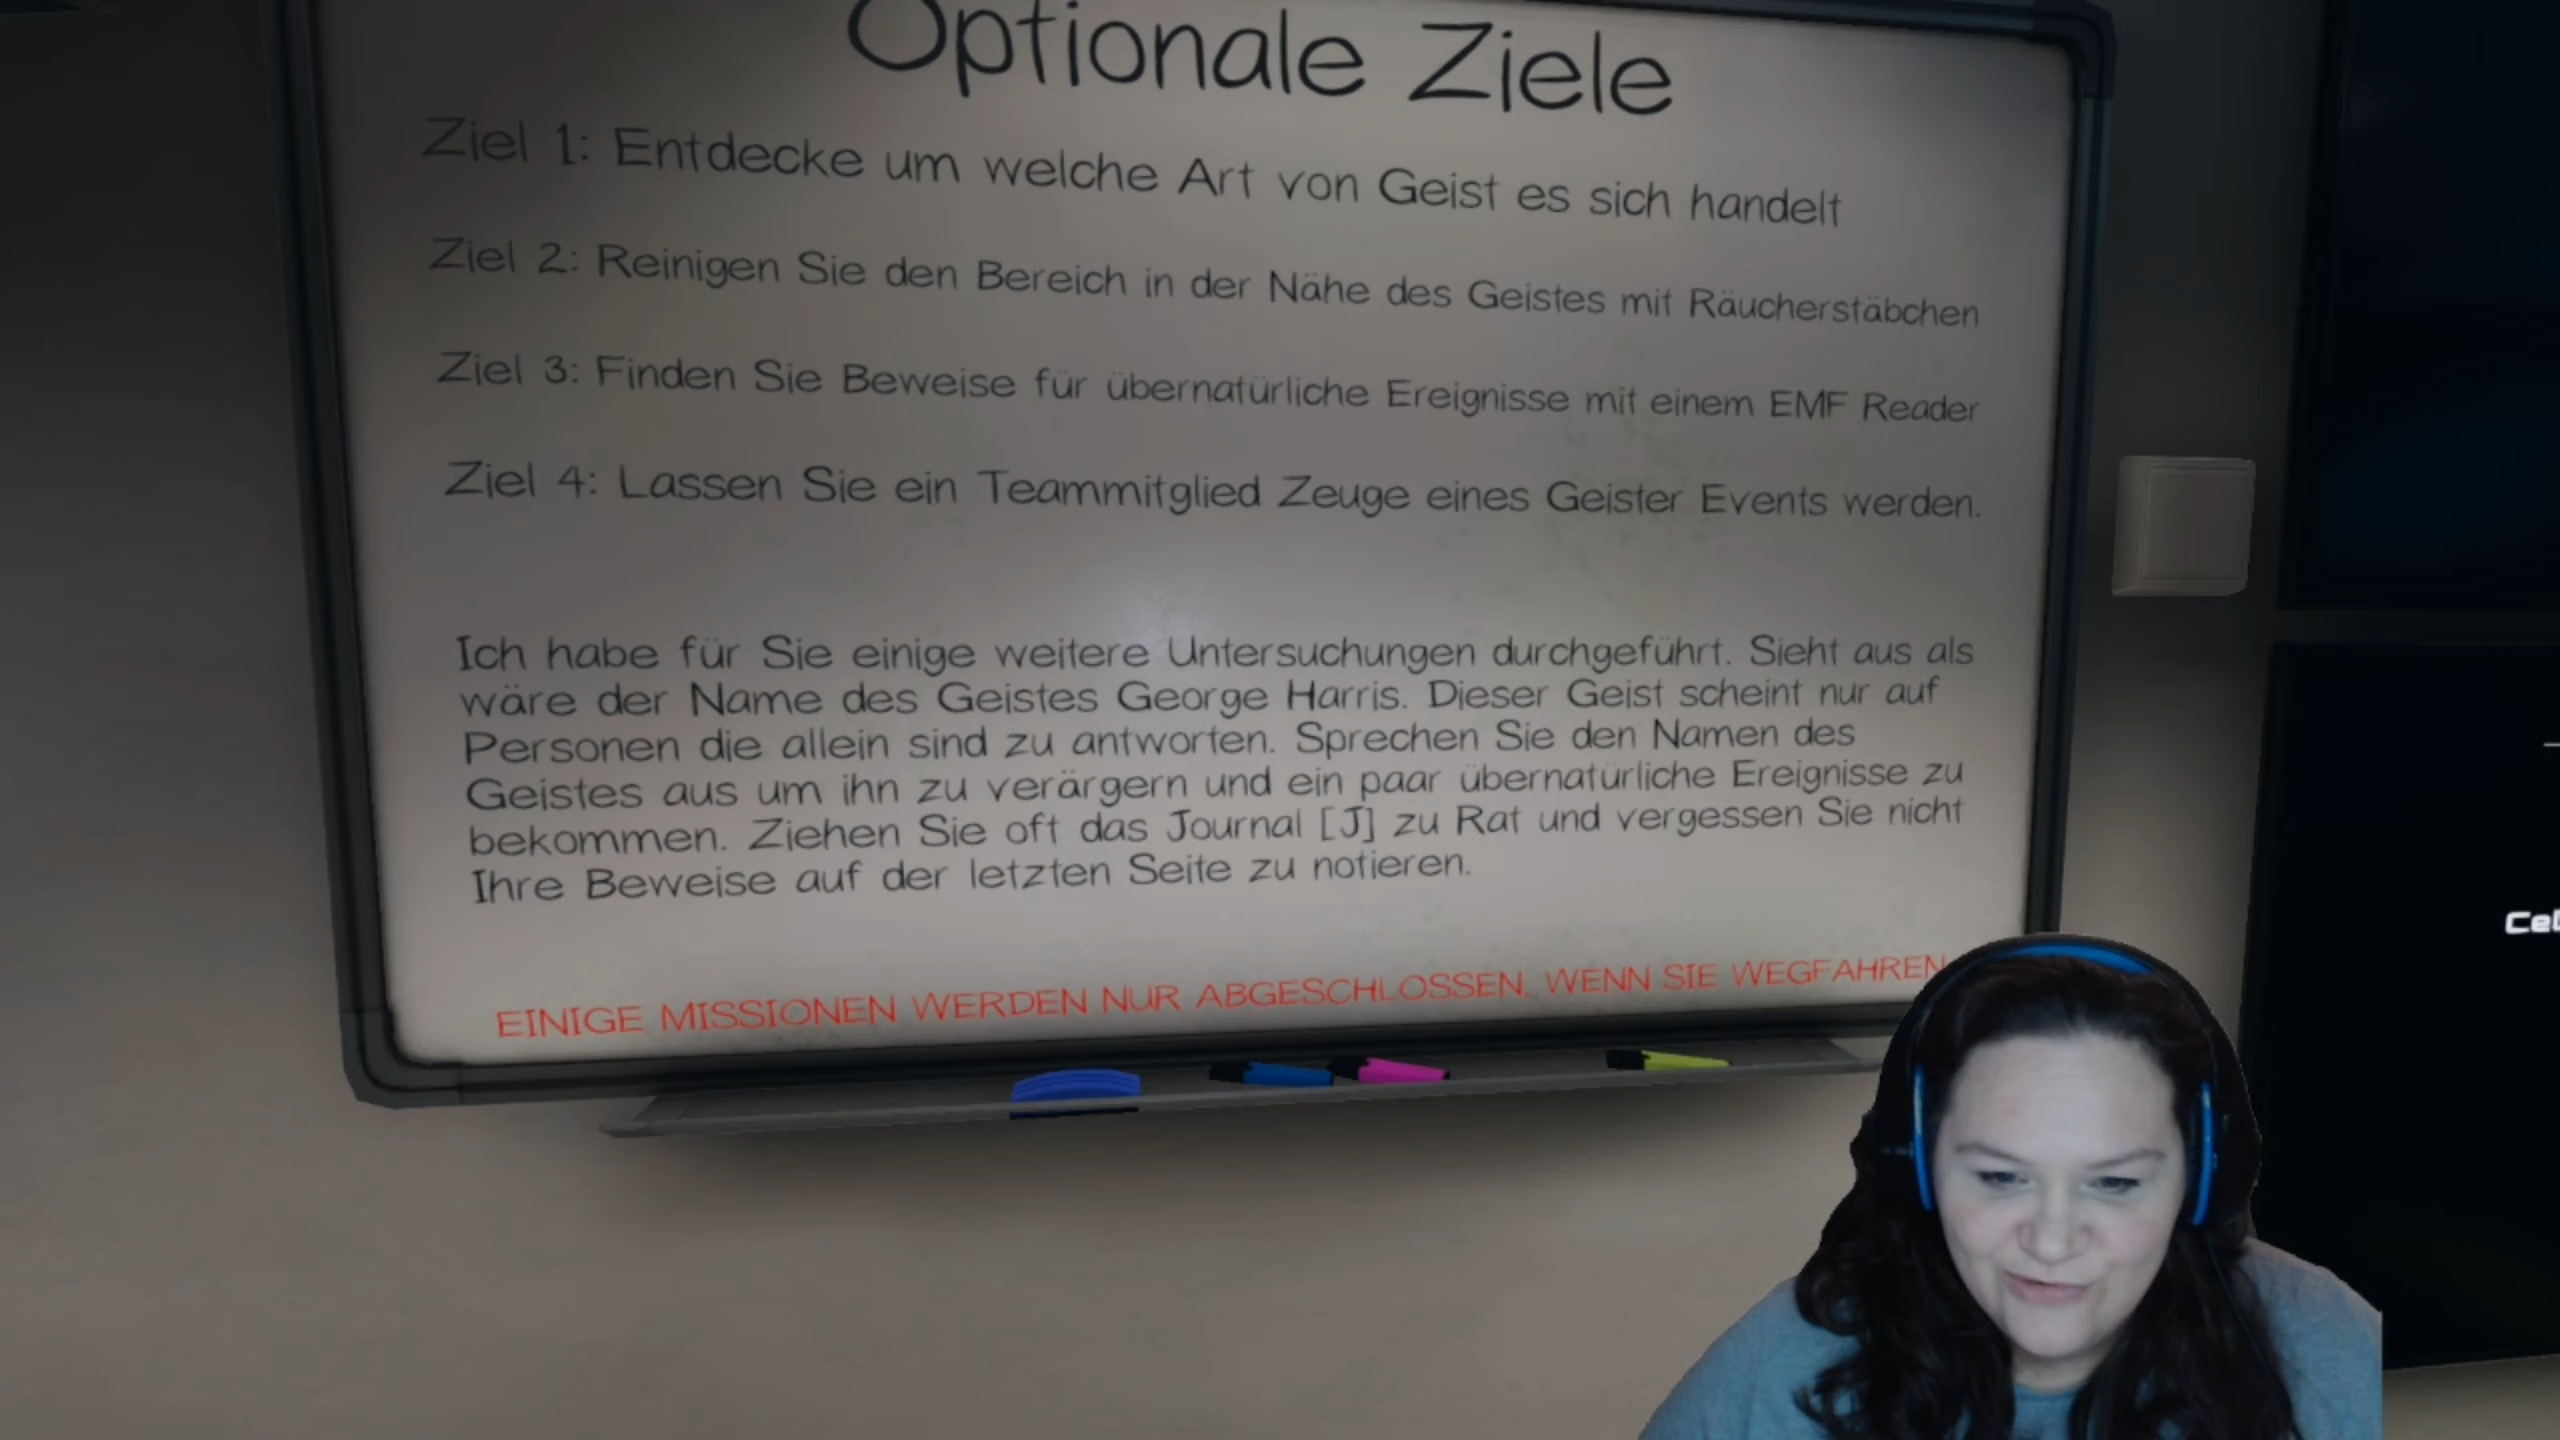 Optionale Ziele
Ziel 1: Entdecke um welche Art von Geist es sich handelt
Ziel 2: Reinigen Sie den Bereich in der Nähe des Geistes mit Räucherstäbchen
Ziel 3: Finden Sie Beweise für übernatürliche Ereignisse mit einem EMF Reader
Ziel 4: Lassen Sie ein Teammitglied Zeuge eines Geister Events werden.
Ich habe für Sie einige weitere Untersuchungen durchgeführt. Sieht aus als
wäre der Name des Geistes George Harris. Dieser Geist scheint nur auf
Personen die allein sind zu antworten. Sprechen Sie den Namen des
Geistes aus um ihn zu verärgern und ein paar übernatürliche Ereignisse zu
bekommen. Ziehen Sie oft das Journal [J] zu Rat und vergessen Sie nicht
Ihre Beweise auf der letzten Seite zu notieren.
EINIGE MISSIONEN WERDEN NUR ABGESCHLOSSEN, WENN SIE WEGFAHREN